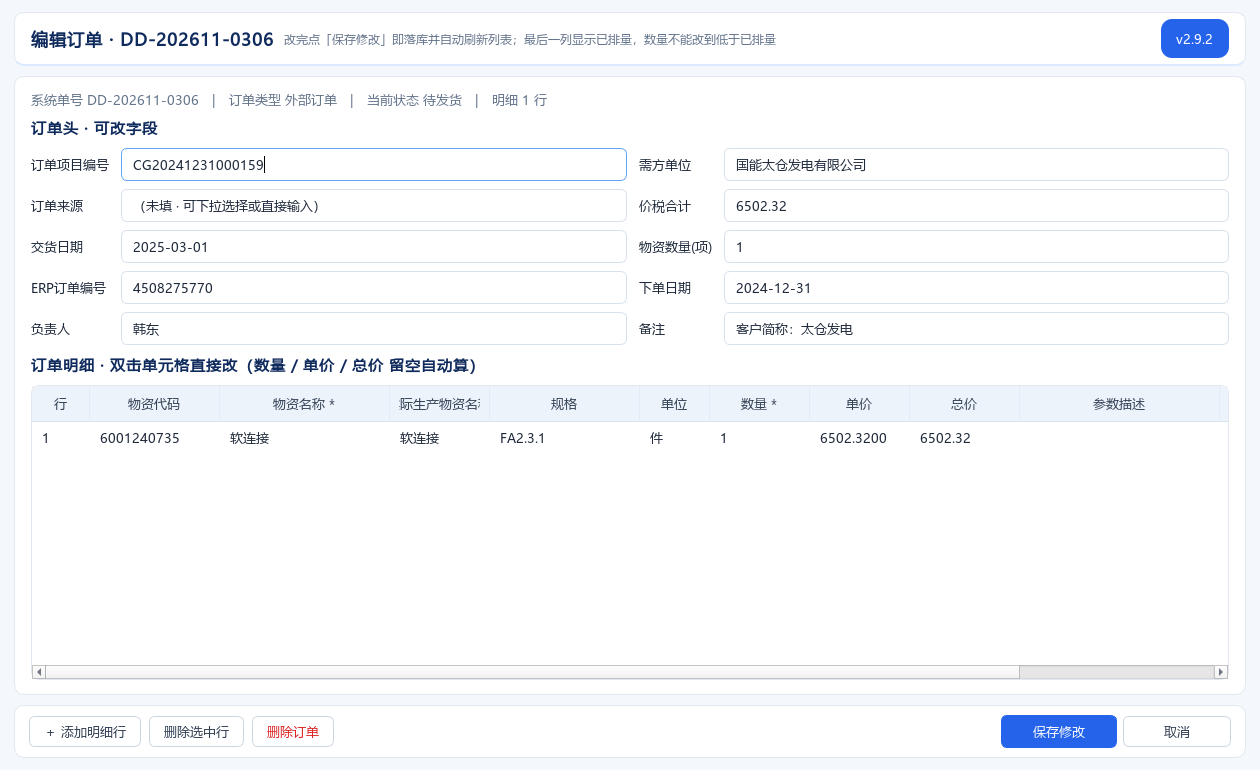 编辑订单 · DD-202611-0306 改完点「保存修改」即落库并自动刷新列表；最后一列显示已排量，数量不能改到低于已排量 v2.9.2
系统单号 DD-202611-0306 | 订单类型 外部订单 | 当前状态 待发货 | 明细 1 行
订单头 · 可改字段
订单项目编号 CG20241231000159 需方单位 国能太仓发电有限公司
订单来源 （未填 · 可下拉选择或直接输入） 价税合计 6502.32
交货日期 2025-03-01 物资数量(项) 1
ERP订单编号 4508275770 下单日期 2024-12-31
负责人 韩东 备注 客户简称：太仓发电
订单明细 · 双击单元格直接改（数量 / 单价 / 总价 留空自动算）
行 物资代码 物资名称 * 际生产物资名 规格 单位 数量 * 单价 总价 参数描述
1 6001240735 软连接 软连接 FA2.3.1 件 1 6502.3200 6502.32
+ 添加明细行 删除选中行 删除订单 保存修改 取消